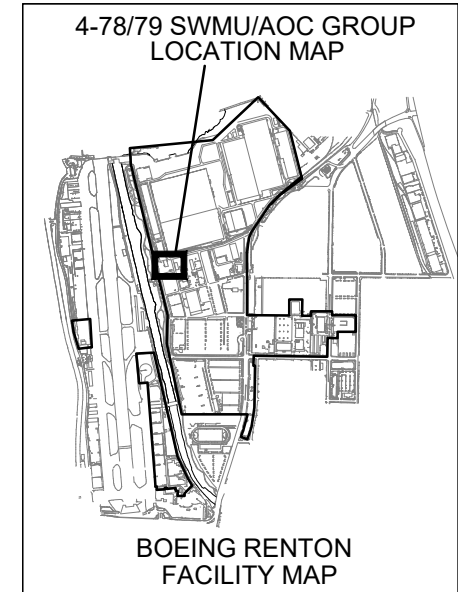 4-78/79 SWMU/AOC GROUP
LOCATION MAP
BOEING RENTON
FACILITY MAP